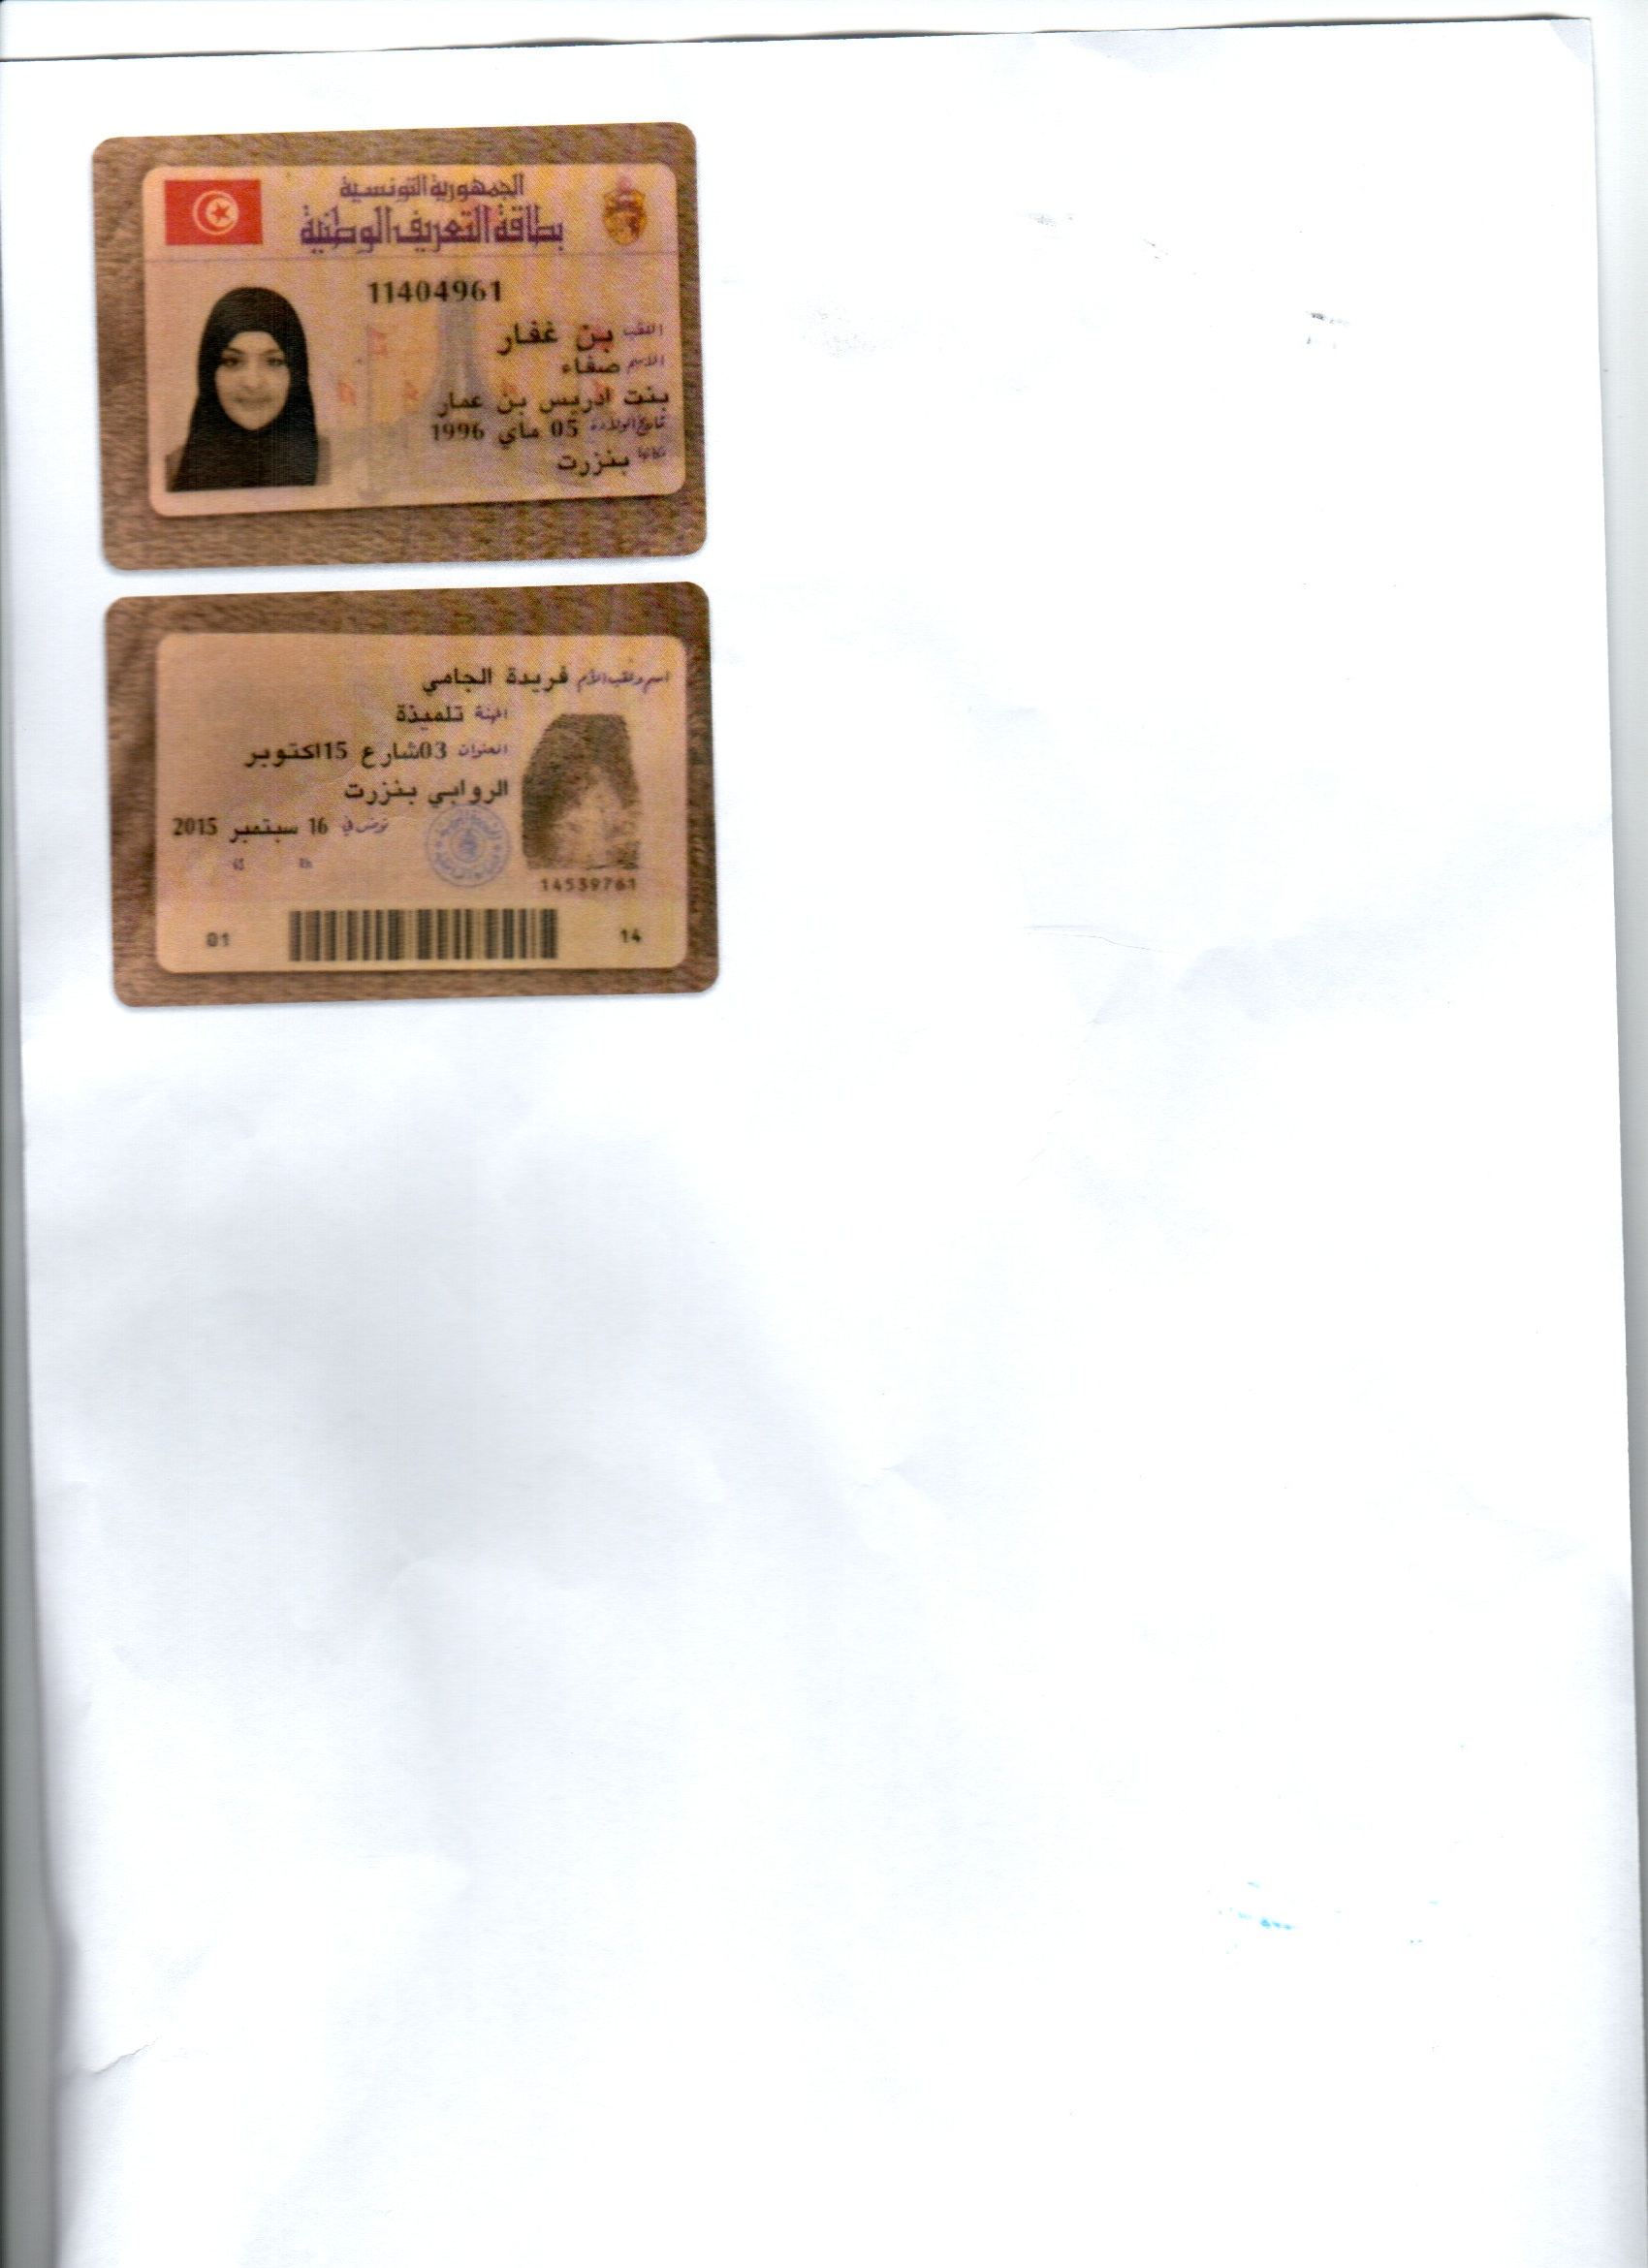 الجمهورية التونسية
بطاقة التعريف الوطنية
11404961
اللقب بن غفار
الاسم صفاء
بنت ادريس بن عمار
تاريخ الولادة 05 ماي 1996
مكانها بنزرت
اسم ولقب الأم فريدة الجامي
المهنة تلميذة
العنوان 03شارع 15اكتوبر
الروابي بنزرت
تونس في 16 سبتمبر 2015
14539761
01
14